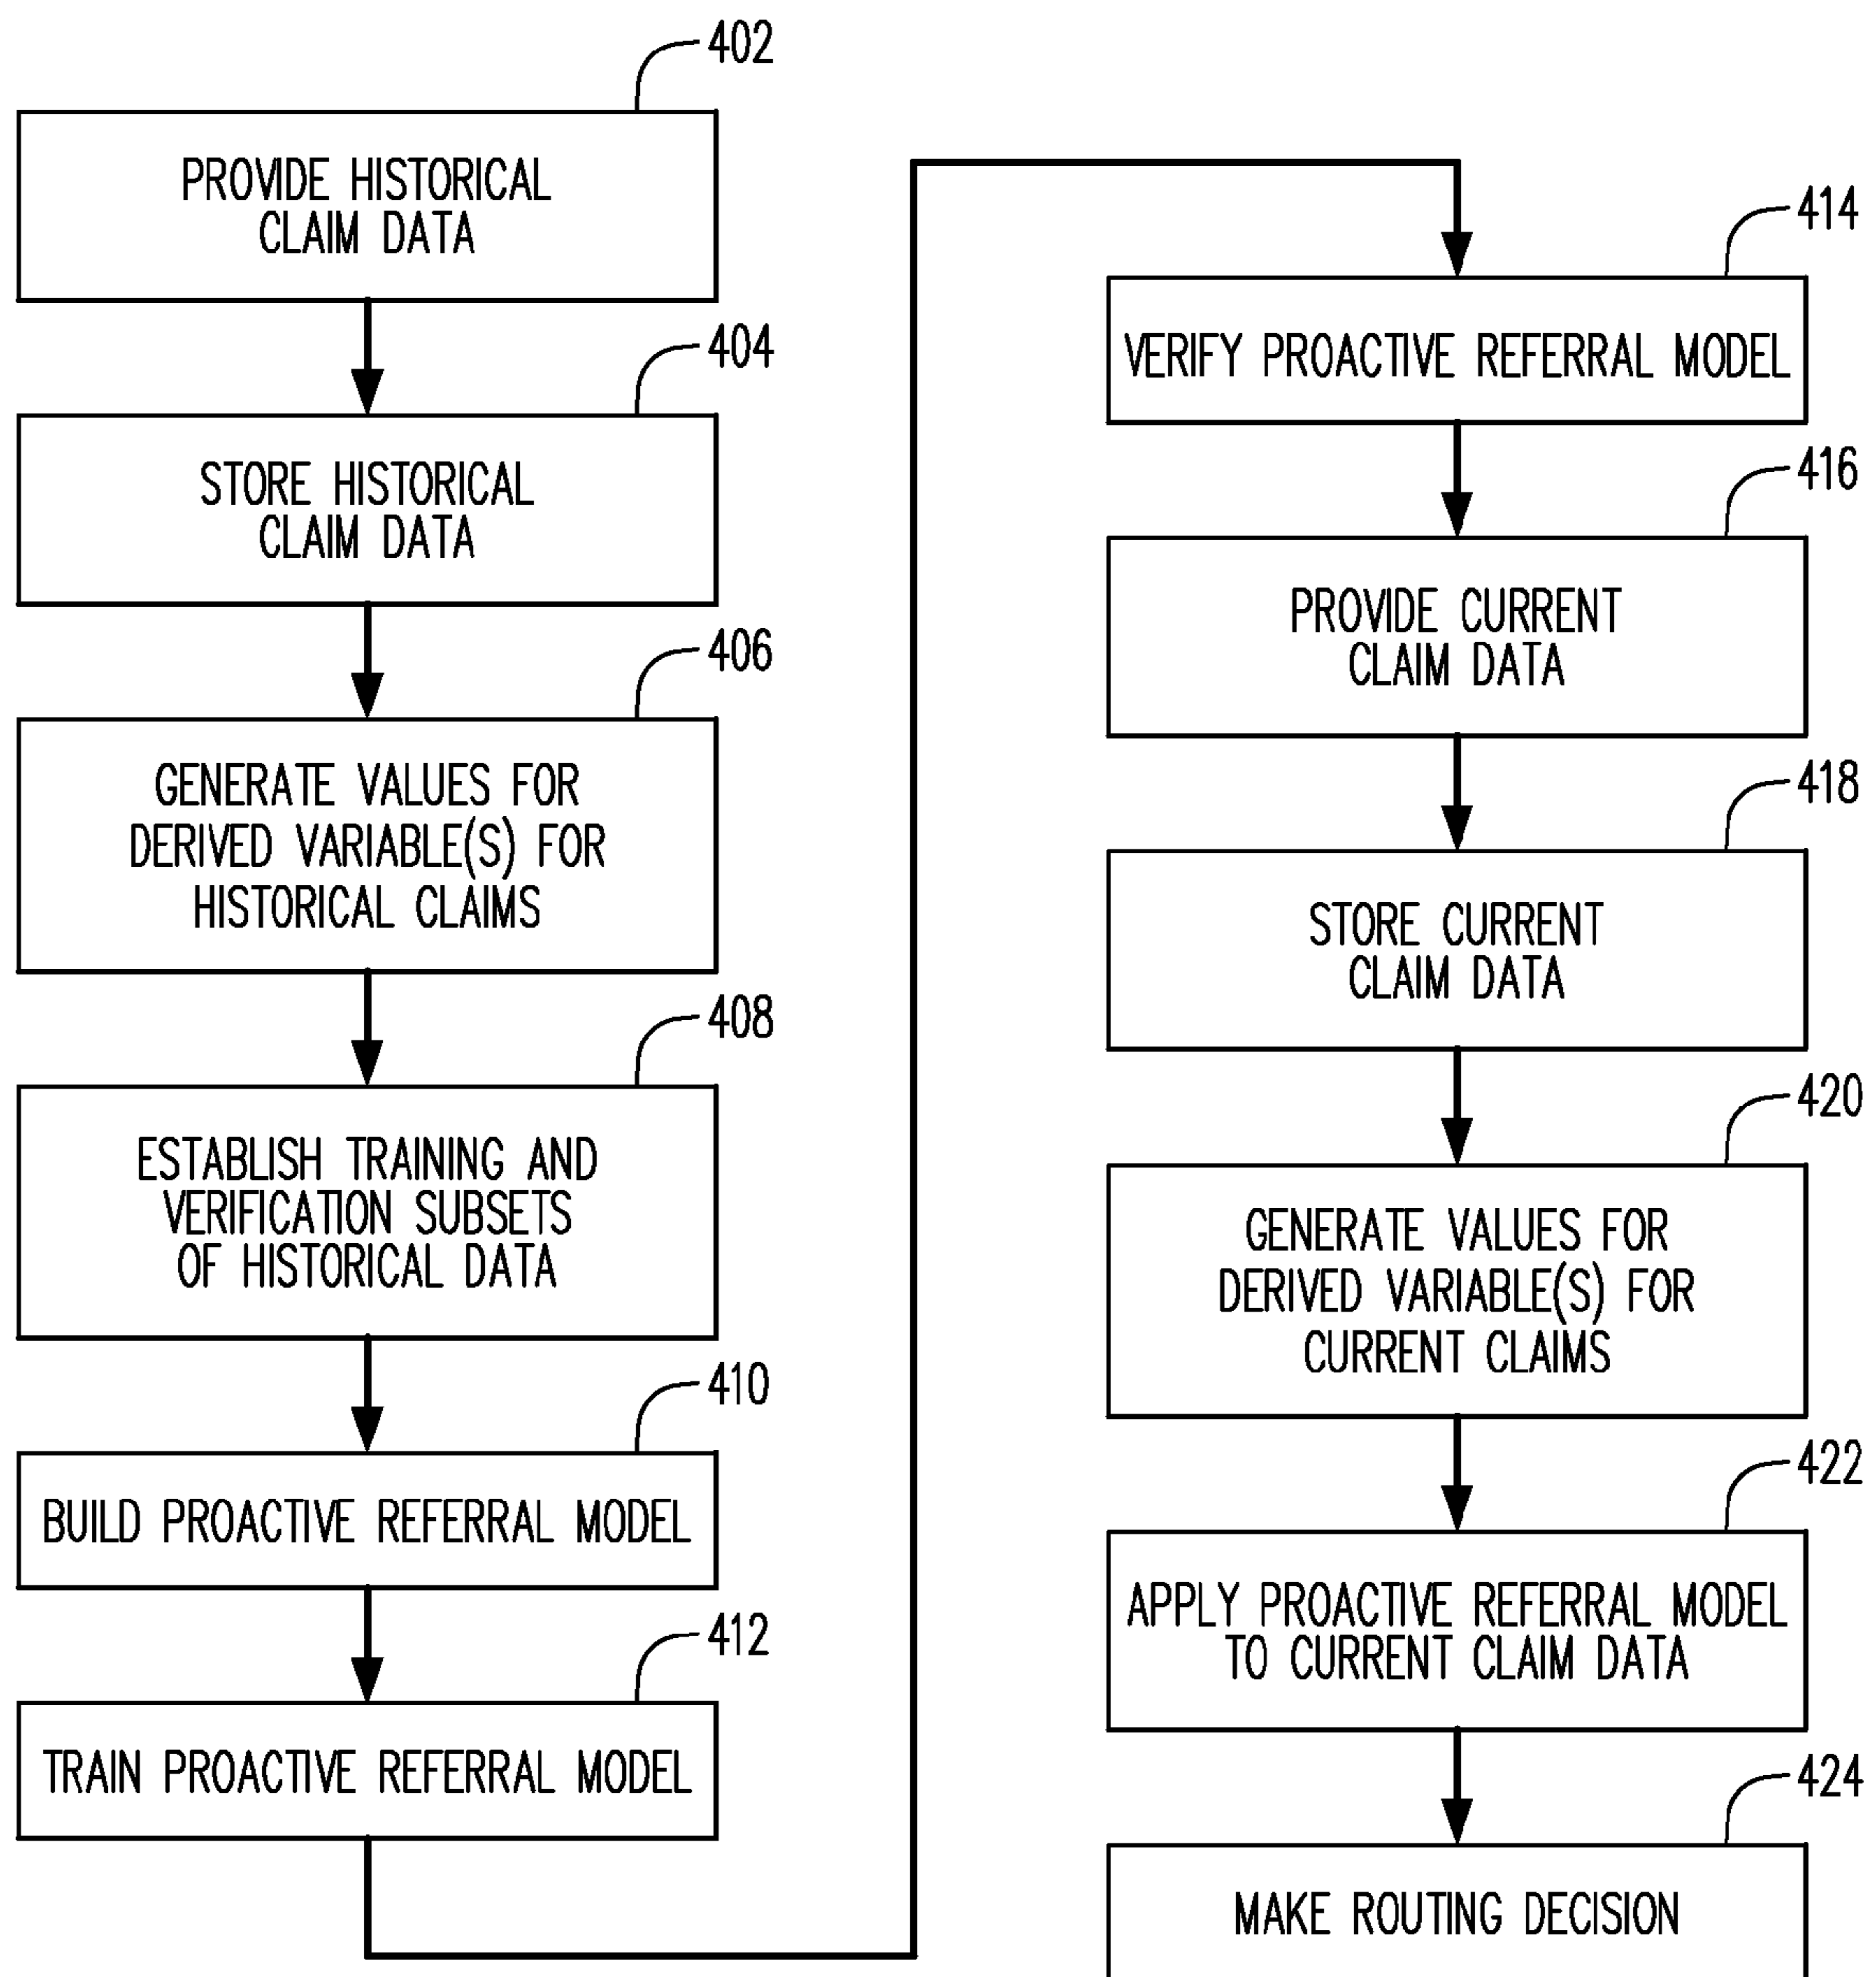 402
PROVIDE HISTORICAL
CLAIM DATA
404
STORE HISTORICAL
CLAIM DATA
406
GENERATE VALUES FOR
DERIVED VARIABLE(S) FOR
HISTORICAL CLAIMS
408
ESTABLISH TRAINING AND
VERIFICATION SUBSETS
OF HISTORICAL DATA
410
BUILD PROACTIVE REFERRAL MODEL
412
TRAIN PROACTIVE REFERRAL MODEL
414
VERIFY PROACTIVE REFERRAL MODEL
416
PROVIDE CURRENT
CLAIM DATA
418
STORE CURRENT
CLAIM DATA
420
GENERATE VALUES FOR
DERIVED VARIABLE(S) FOR
CURRENT CLAIMS
422
APPLY PROACTIVE REFERRAL MODEL
TO CURRENT CLAIM DATA
424
MAKE ROUTING DECISION